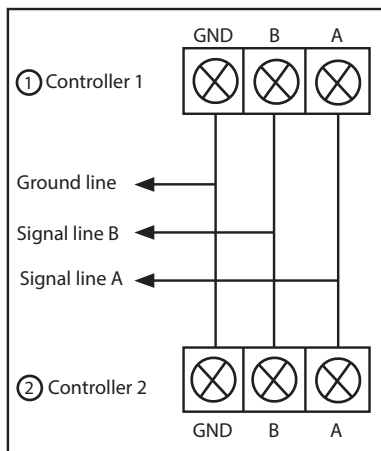 GND B A
① Controller 1
Ground line
Signal line B
Signal line A
② Controller 2
GND B A